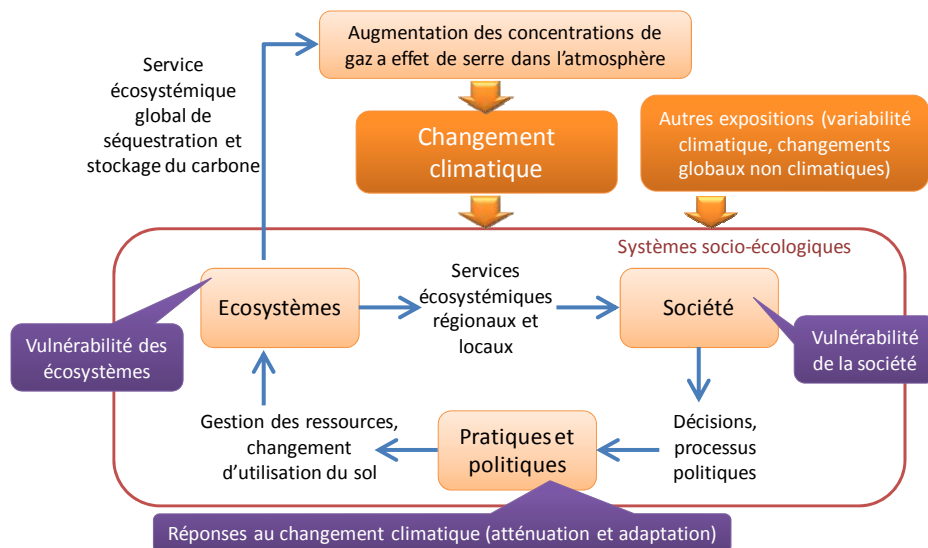 Augmentation des concentrations de
gaz a effet de serre dans l'atmosphère
Service
écosystémique
global de
séquestration et
stockage du carbone
Changement
climatique
Autres expositions (variabilité
climatique, changements
globaux non climatiques)
Systèmes socio-écologiques
Ecosystèmes
Services
écosystémiques
régionaux et
locaux
Société
Vulnérabilité des
écosystèmes
Vulnérabilité
de la société
Gestion des ressources,
changement
d'utilisation du sol
Pratiques et
politiques
Décisions,
processus
politiques
Réponses au changement climatique (atténuation et adaptation)